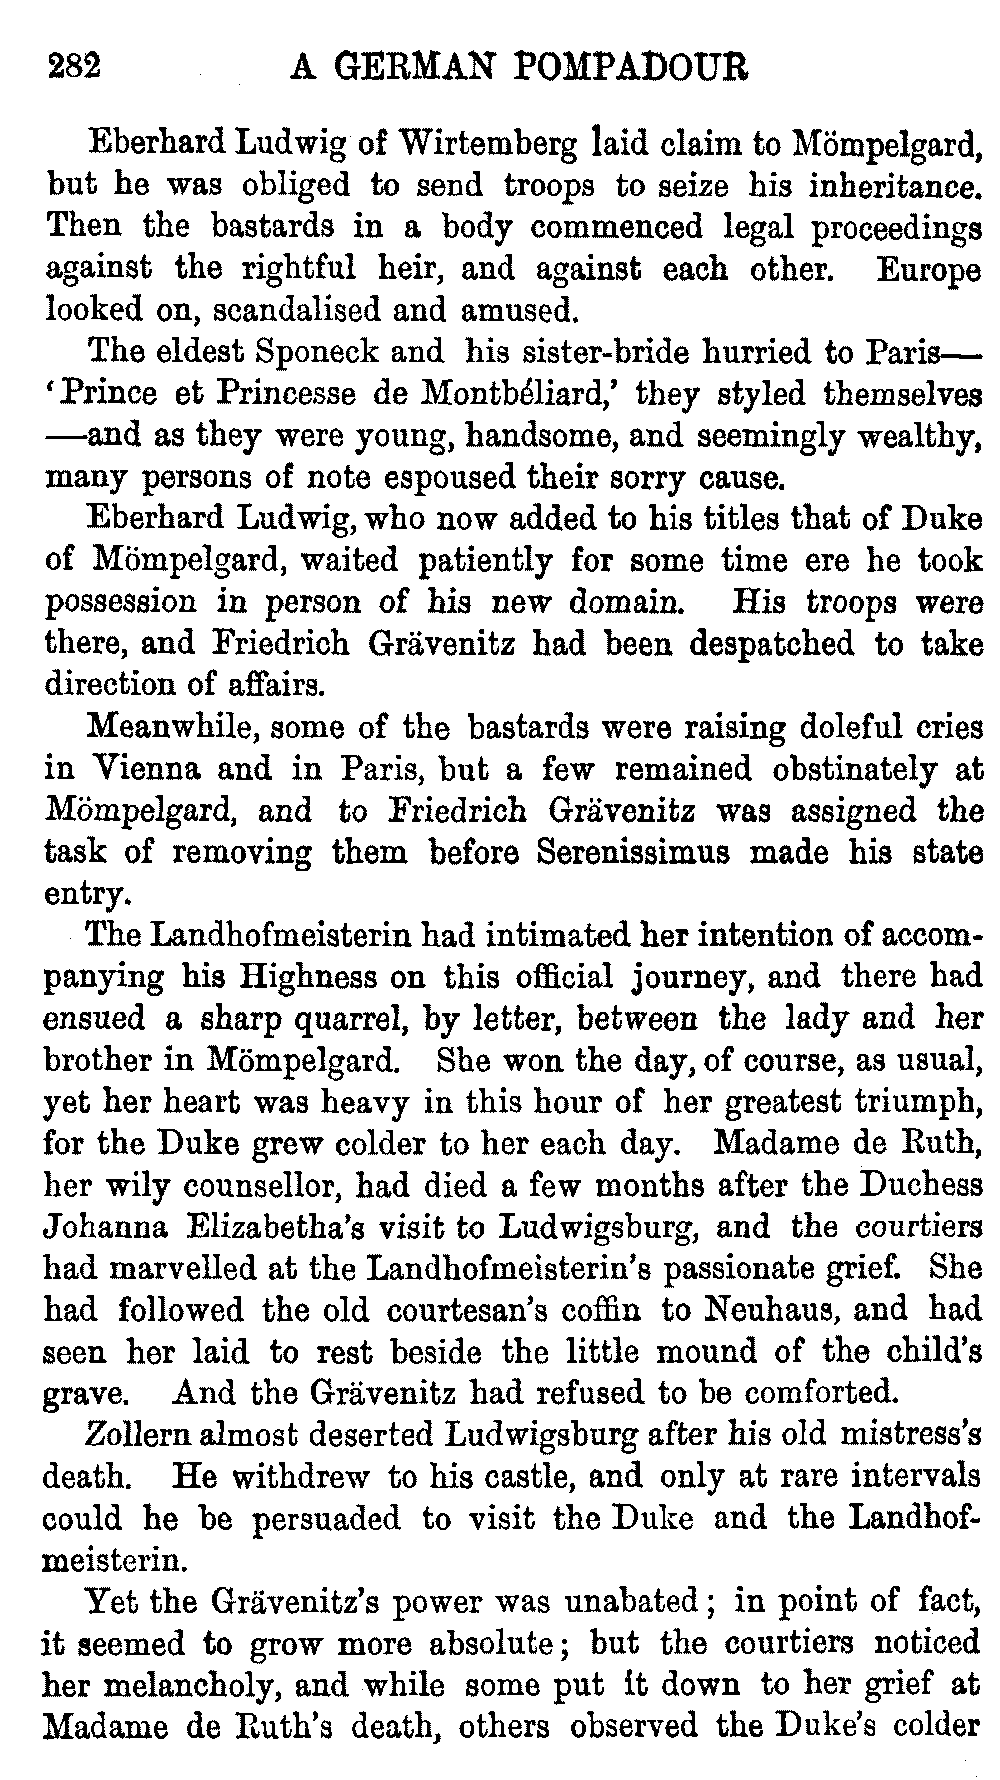 282 A GERMAN POMPADOUR
Eberhard Ludwig of Wirtemberg laid claim to Mömpelgard,
but he was obliged to send troops to seize his inheritance.
Then the bastards in a body commenced legal proceedings
against the rightful heir, and against each other. Europe
looked on, scandalised and amused.
The eldest Sponeck and his sister-bride hurried to Paris—
‘Prince et Princesse de Montbéliard,’ they styled themselves
—and as they were young, handsome, and seemingly wealthy,
many persons of note espoused their sorry cause.
Eberhard Ludwig, who now added to his titles that of Duke
of Mömpelgard, waited patiently for some time ere he took
possession in person of his new domain. His troops were
there, and Friedrich Grävenitz had been despatched to take
direction of affairs.
Meanwhile, some of the bastards were raising doleful cries
in Vienna and in Paris, but a few remained obstinately at
Mömpelgard, and to Friedrich Grävenitz was assigned the
task of removing them before Serenissimus made his state
entry.
The Landhofmeisterin had intimated her intention of accom-
panying his Highness on this official journey, and there had
ensued a sharp quarrel, by letter, between the lady and her
brother in Mömpelgard. She won the day, of course, as usual,
yet her heart was heavy in this hour of her greatest triumph,
for the Duke grew colder to her each day. Madame de Ruth,
her wily counsellor, had died a few months after the Duchess
Johanna Elizabetha's visit to Ludwigsburg, and the courtiers
had marvelled at the Landhofmeisterin's passionate grief. She
had followed the old courtesan's coffin to Neuhaus, and had
seen her laid to rest beside the little mound of the child's
grave. And the Grävenitz had refused to be comforted.
Zollern almost deserted Ludwigsburg after his old mistress's
death. He withdrew to his castle, and only at rare intervals
could he be persuaded to visit the Duke and the Landhof-
meisterin.
Yet the Grävenitz's power was unabated; in point of fact,
it seemed to grow more absolute; but the courtiers noticed
her melancholy, and while some put it down to her grief at
Madame de Ruth's death, others observed the Duke's colder